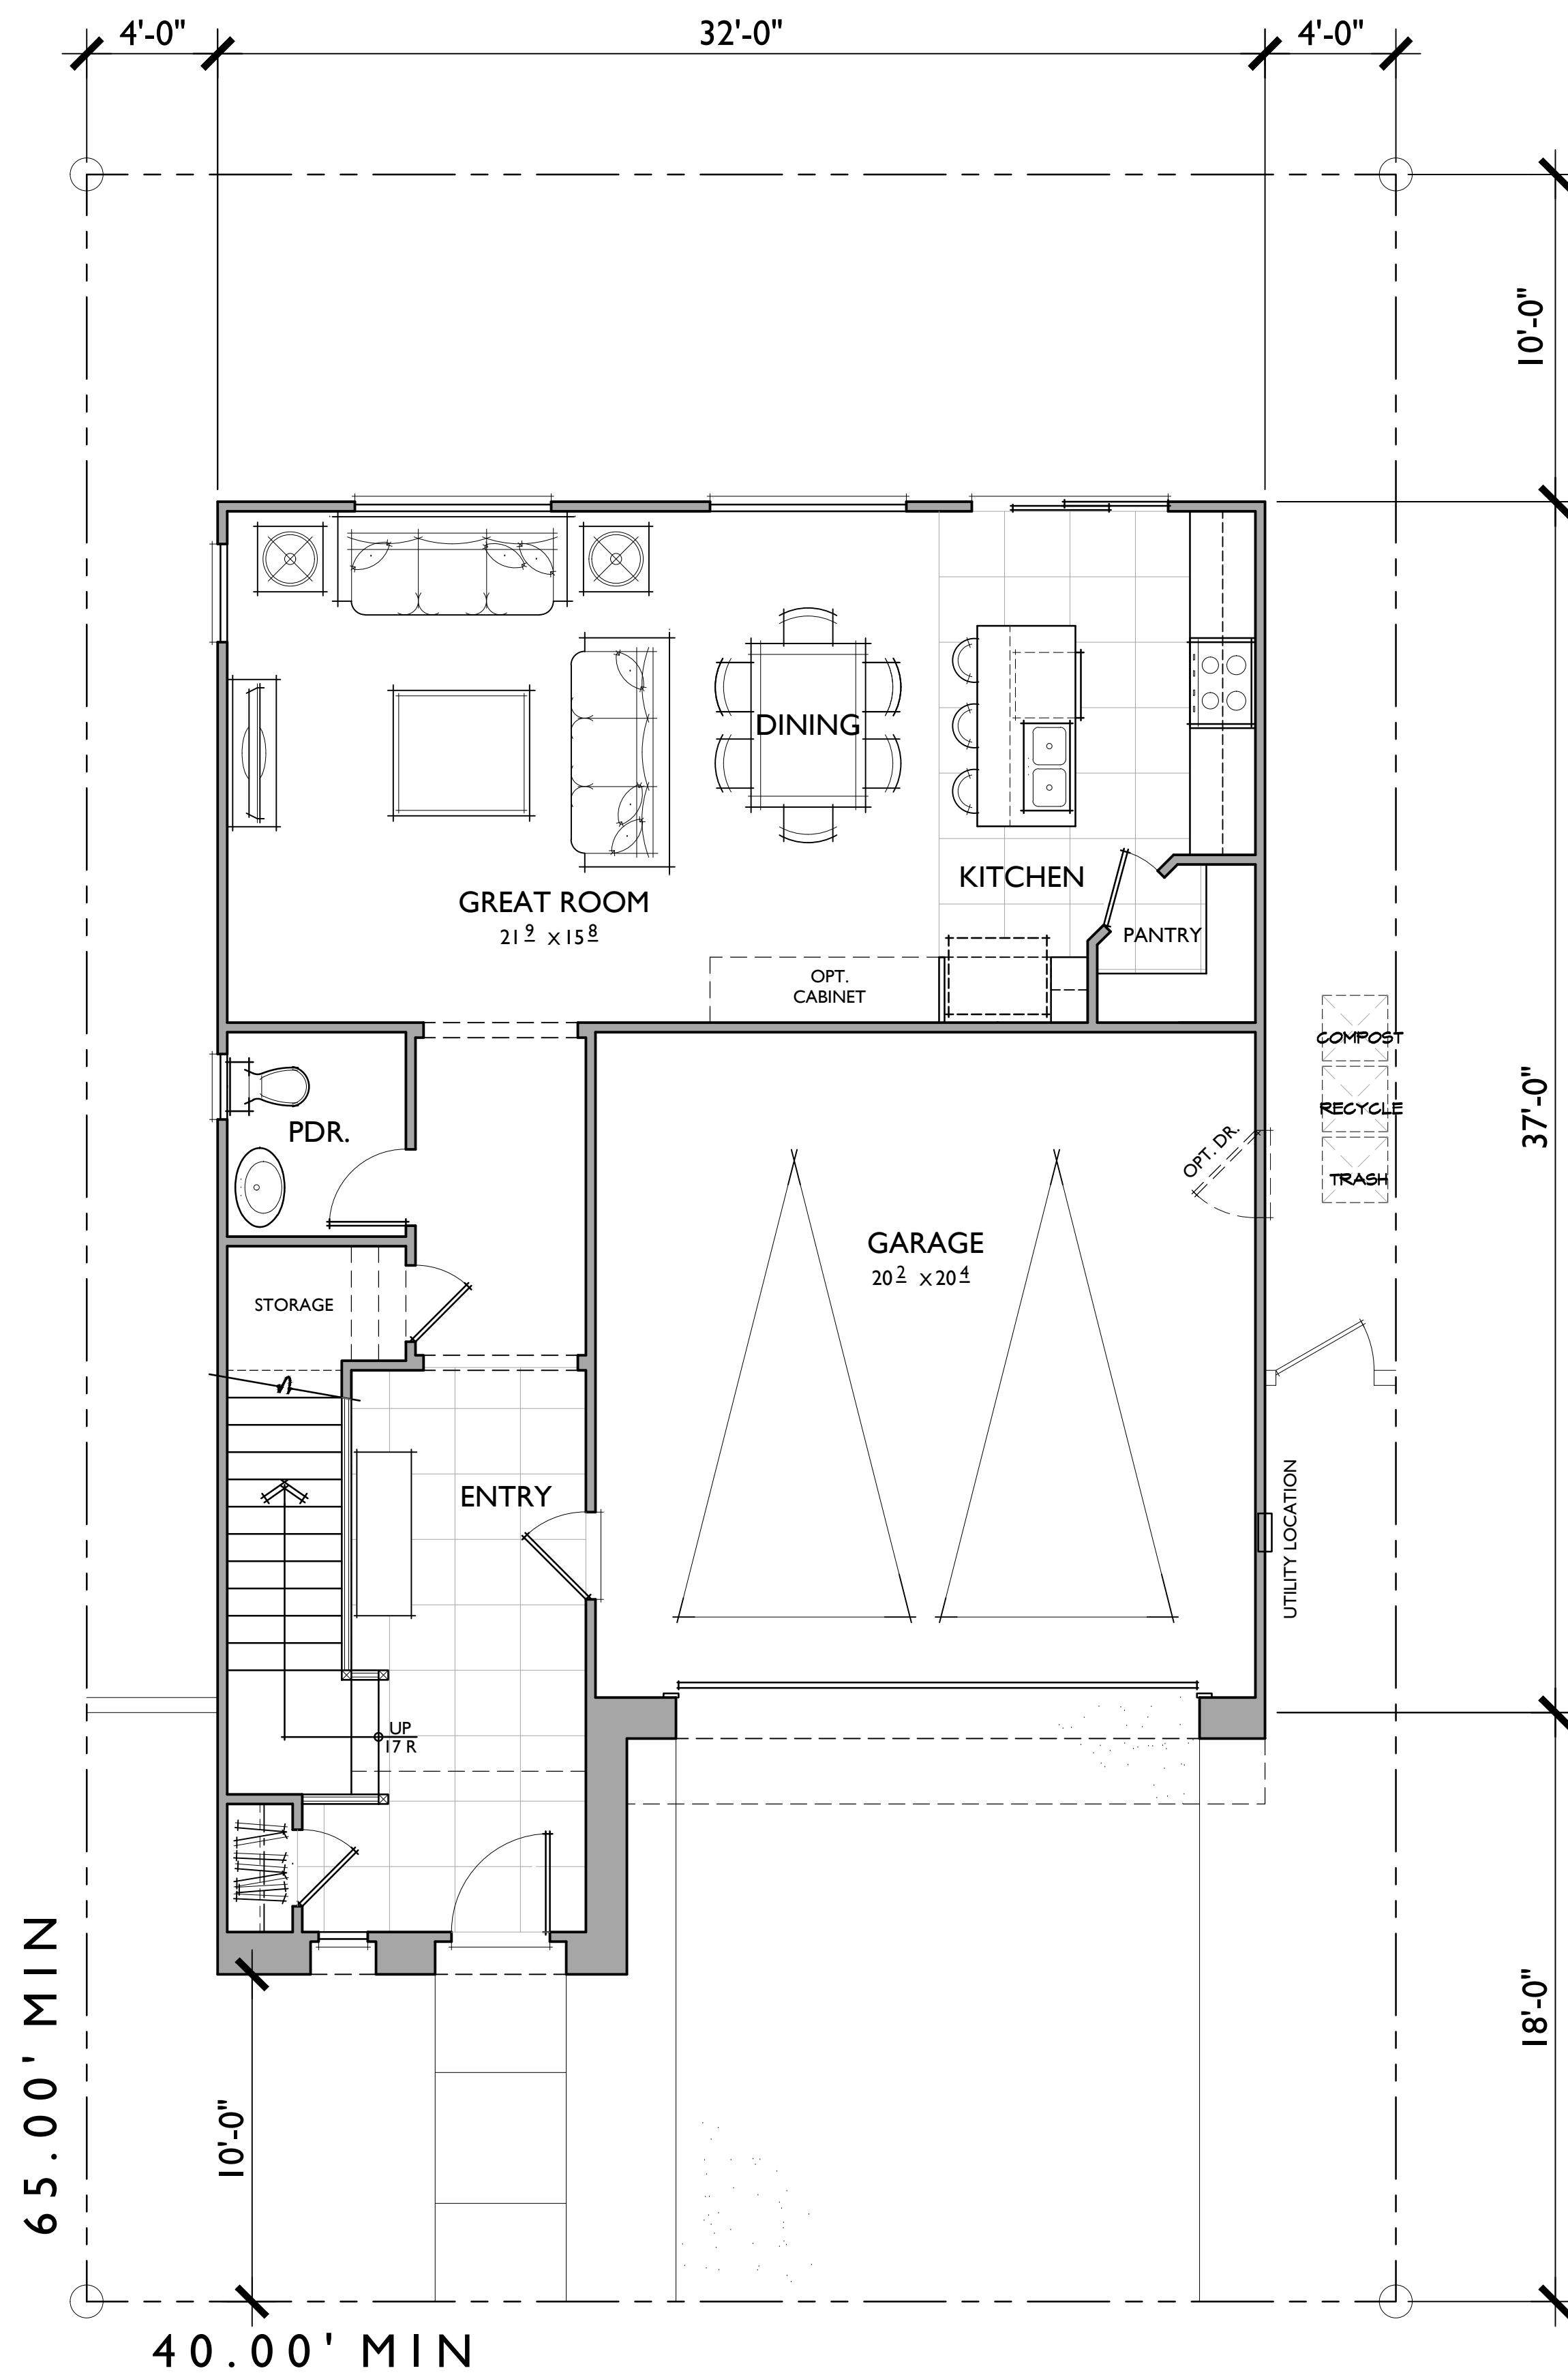 4'-0"
32'-0"
4'-0"
10'-0"
DINING
KITCHEN
GREAT ROOM
21 9 X 15 8
PANTRY
OPT.
CABINET
COMPOST
RECYCLE
TRASH
37'-0"
PDR.
OPT. DR.
GARAGE
20 2 X 20 4
STORAGE
ENTRY
UTILITY LOCATION
UP
17 R
65.00' MIN
10'-0"
18'-0"
40.00' MIN